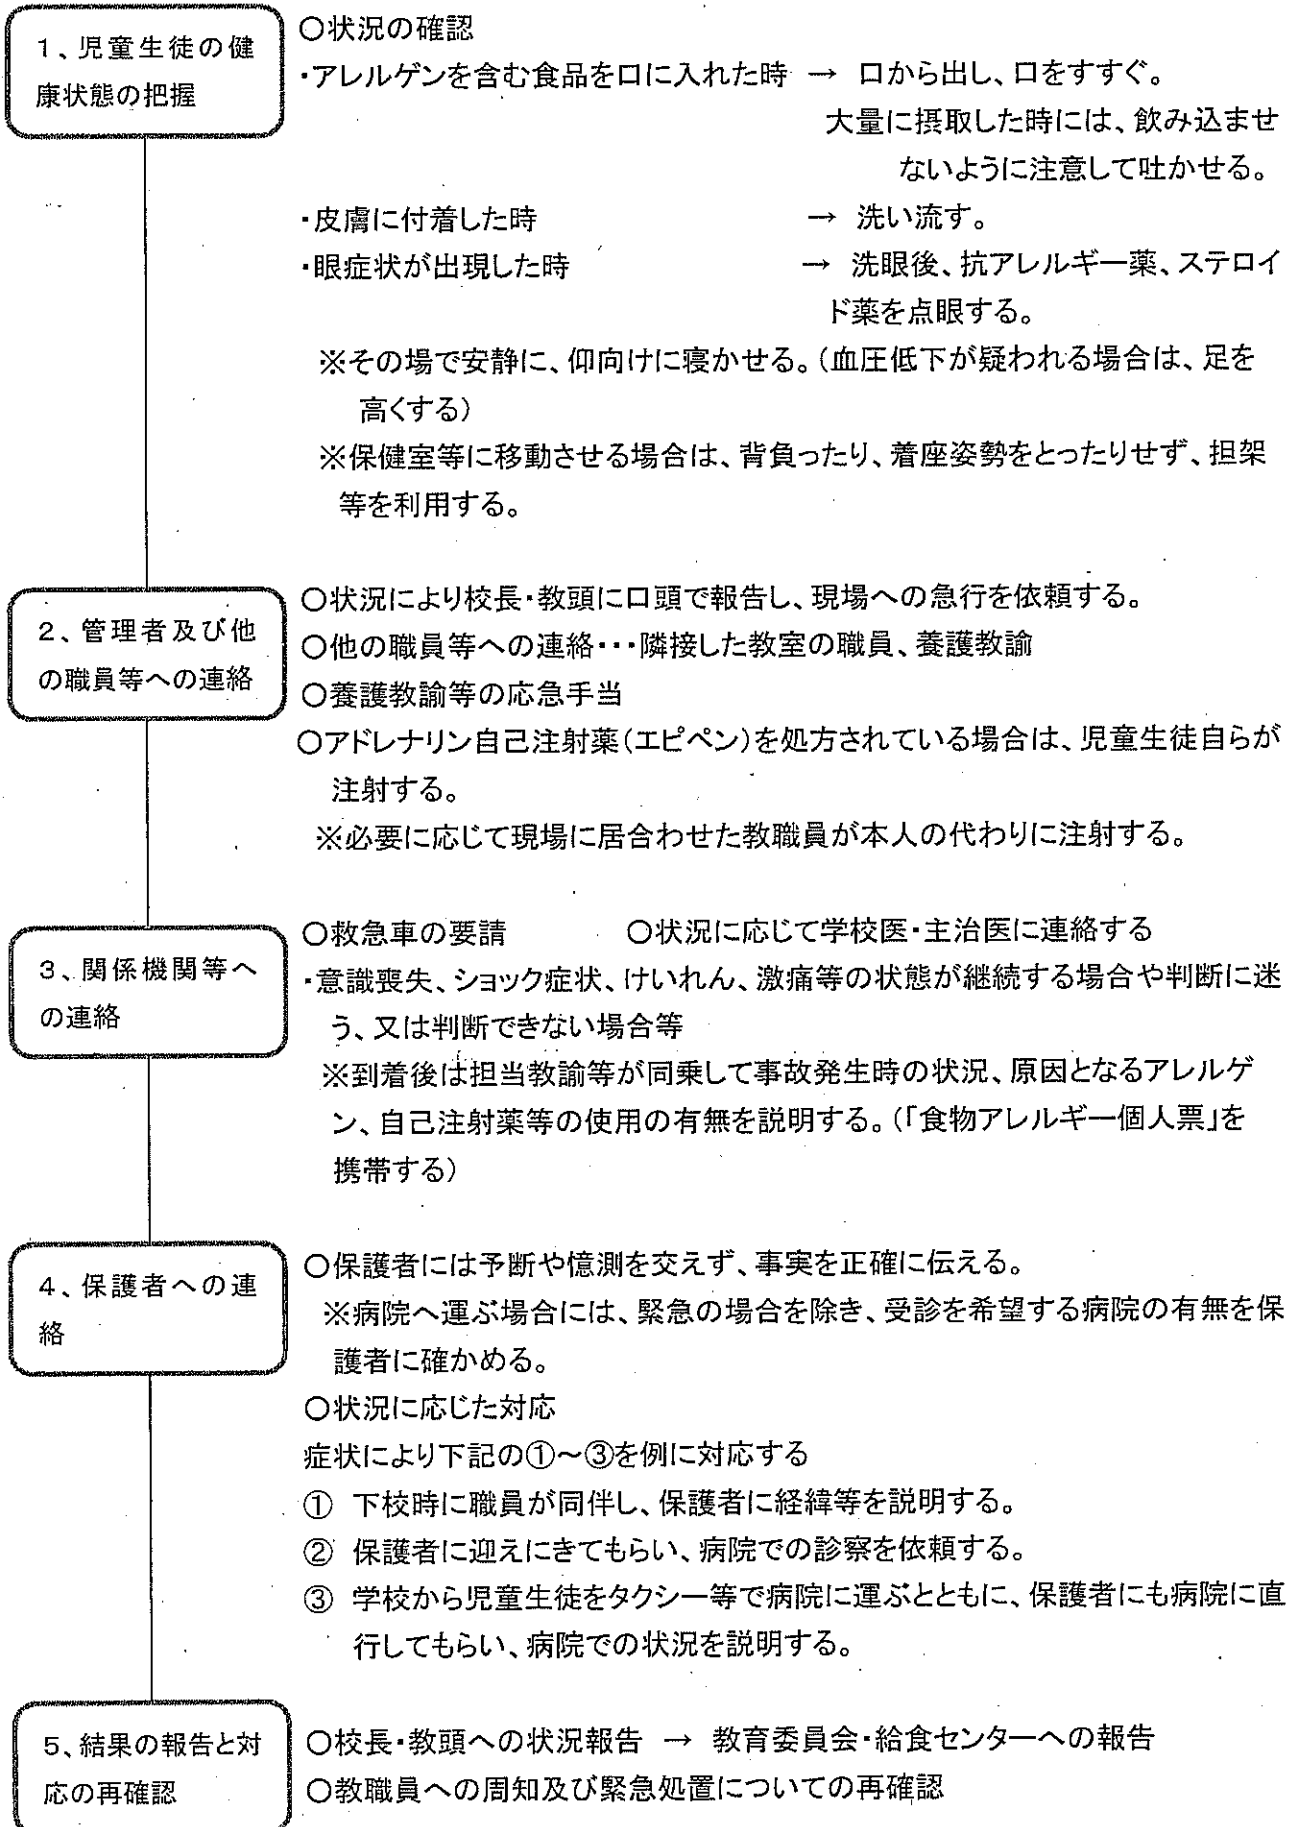 1、児童生徒の健
康状態の把握
○状況の確認
・アレルゲンを含む食品を口に入れた時 → 口から出し、口をすすぐ。
大量に摂取した時には、飲み込ませ
ないように注意して吐かせる。
・皮膚に付着した時 → 洗い流す。
・眼症状が出現した時 → 洗眼後、抗アレルギー薬、ステロイ
ド薬を点眼する。
※その場で安静に、仰向けに寝かせる。(血圧低下が疑われる場合は、足を
高くする)
※保健室等に移動させる場合は、背負ったり、着座姿勢をとったりせず、担架
等を利用する。
2、管理者及び他
の職員等への連絡
○状況により校長・教頭に口頭で報告し、現場への急行を依頼する。
○他の職員等への連絡・・・隣接した教室の職員、養護教諭
○養護教諭等の応急手当
○アドレナリン自己注射薬(エピペン)を処方されている場合は、児童生徒自らが
注射する。
※必要に応じて現場に居合わせた教職員が本人の代わりに注射する。
3、関係機関等へ
の連絡
○救急車の要請 ○状況に応じて学校医・主治医に連絡する
・意識喪失、ショック症状、けいれん、激痛等の状態が継続する場合や判断に迷
う、又は判断できない場合等
※到着後は担当教諭等が同乗して事故発生時の状況、原因となるアレルゲ
ン、自己注射薬等の使用の有無を説明する。(「食物アレルギー個人票」を
携帯する)
4、保護者への連
絡
○保護者には予断や憶測を交えず、事実を正確に伝える。
※病院へ運ぶ場合には、緊急の場合を除き、受診を希望する病院の有無を保
護者に確かめる。
○状況に応じた対応
症状により下記の①～③を例に対応する
① 下校時に職員が同伴し、保護者に経緯等を説明する。
② 保護者に迎えにきてもらい、病院での診察を依頼する。
③ 学校から児童生徒をタクシー等で病院に運ぶとともに、保護者にも病院に直
行してもらい、病院での状況を説明する。
5、結果の報告と対
応の再確認
○校長・教頭への状況報告 → 教育委員会・給食センターへの報告
○教職員への周知及び緊急処置についての再確認